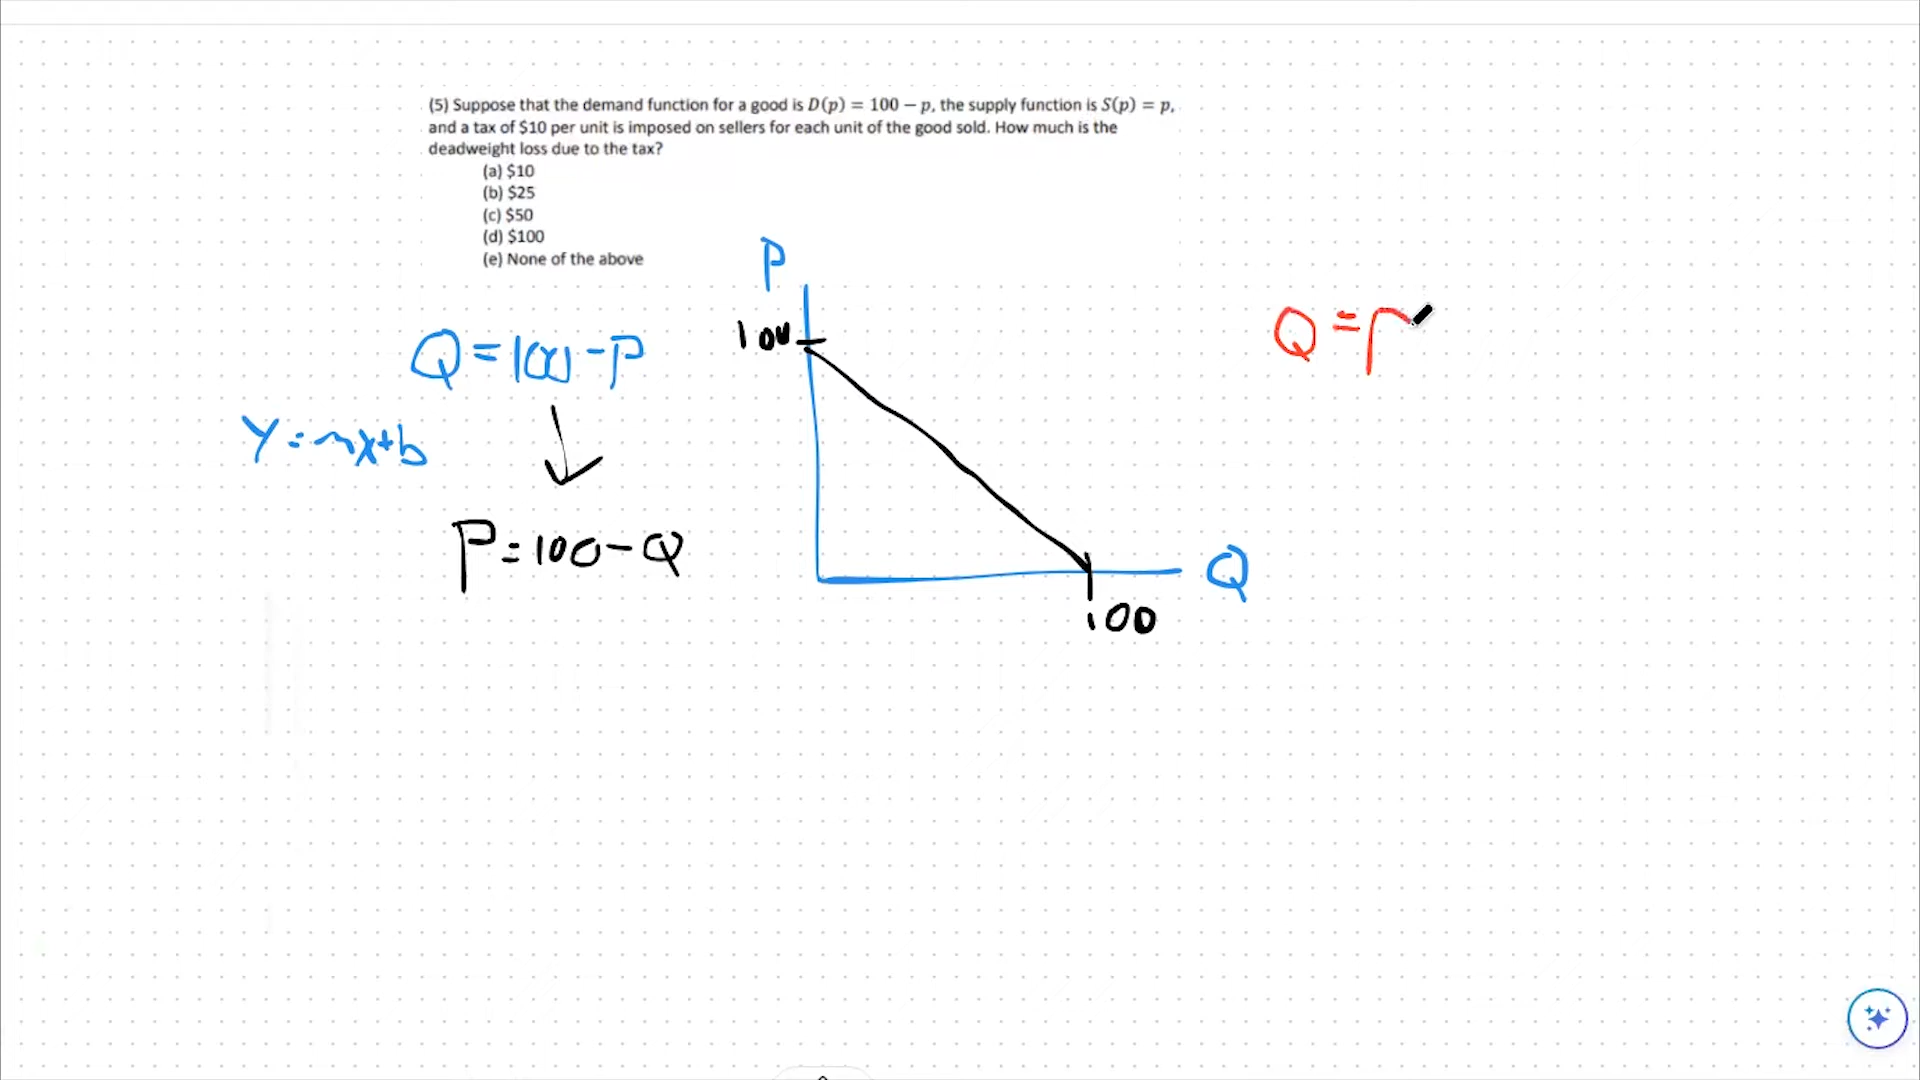 (5) Suppose that the demand function for a good is D(p) = 100 − p, the supply function is S(p) = p,
and a tax of $10 per unit is imposed on sellers for each unit of the good sold. How much is the
deadweight loss due to the tax?
(a) $10
(b) $25
(c) $50
(d) $100
(e) None of the above
P
100
Q = 100 - P
Q =
Y = mx+b
P = 100 - Q
Q
100